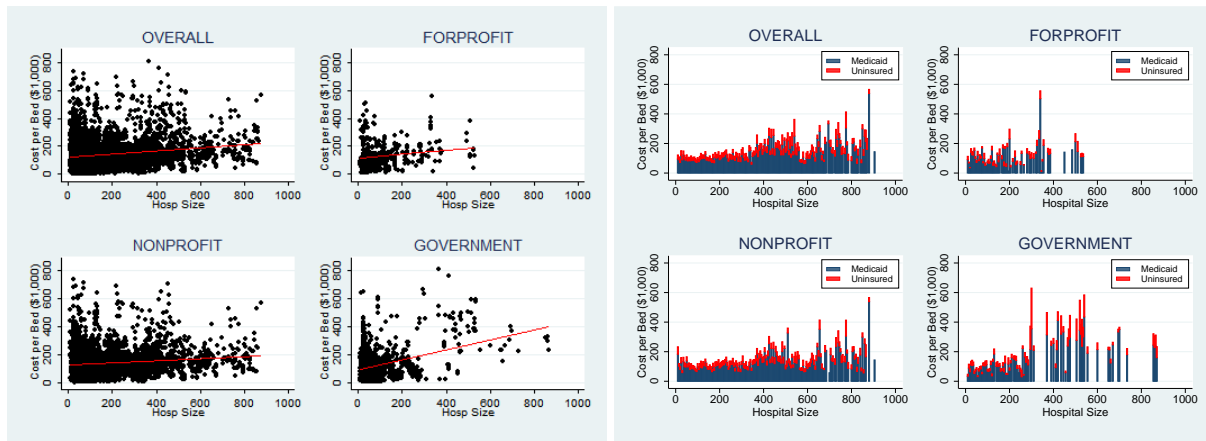 OVERALL
Cost per Bed ($1,000)
0 200 400 600 800
0 200 400 600 800 1000
Hosp Size
FORPROFIT
Cost per Bed ($1,000)
0 200 400 600 800
0 200 400 600 800 1000
Hosp Size
NONPROFIT
Cost per Bed ($1,000)
0 200 400 600 800
0 200 400 600 800 1000
Hosp Size
GOVERNMENT
Cost per Bed ($1,000)
0 200 400 600 800
0 200 400 600 800 1000
Hosp Size
OVERALL
Medicaid
Uninsured
Cost per Bed ($1,000)
0 200 400 600 800
0 200 400 600 800 1000
Hospital Size
FORPROFIT
Medicaid
Uninsured
Cost per Bed ($1,000)
0 200 400 600 800
0 200 400 600 800 1000
Hospital Size
NONPROFIT
Medicaid
Uninsured
Cost per Bed ($1,000)
0 200 400 600 800
0 200 400 600 800 1000
Hospital Size
GOVERNMENT
Medicaid
Uninsured
Cost per Bed ($1,000)
0 200 400 600 800
0 200 400 600 800 1000
Hospital Size